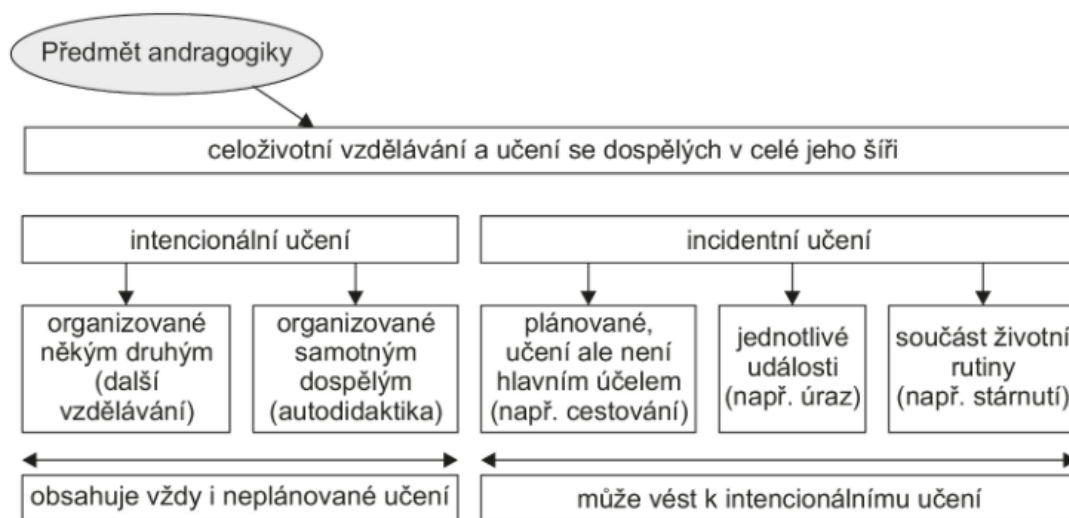 Předmět andragogiky
celoživotní vzdělávání a učení se dospělých v celé jeho šíři
intencionální učení
incidentní učení
organizované
někým druhým
(další
vzdělávání)
organizované
samotným
dospělým
(autodidaktika)
plánované,
učení ale není
hlavním účelem
(např. cestování)
jednotlivé
události
(např. úraz)
součást životní
rutiny
(např. stárnutí)
obsahuje vždy i neplánované učení
může vést k intencionálnímu učení